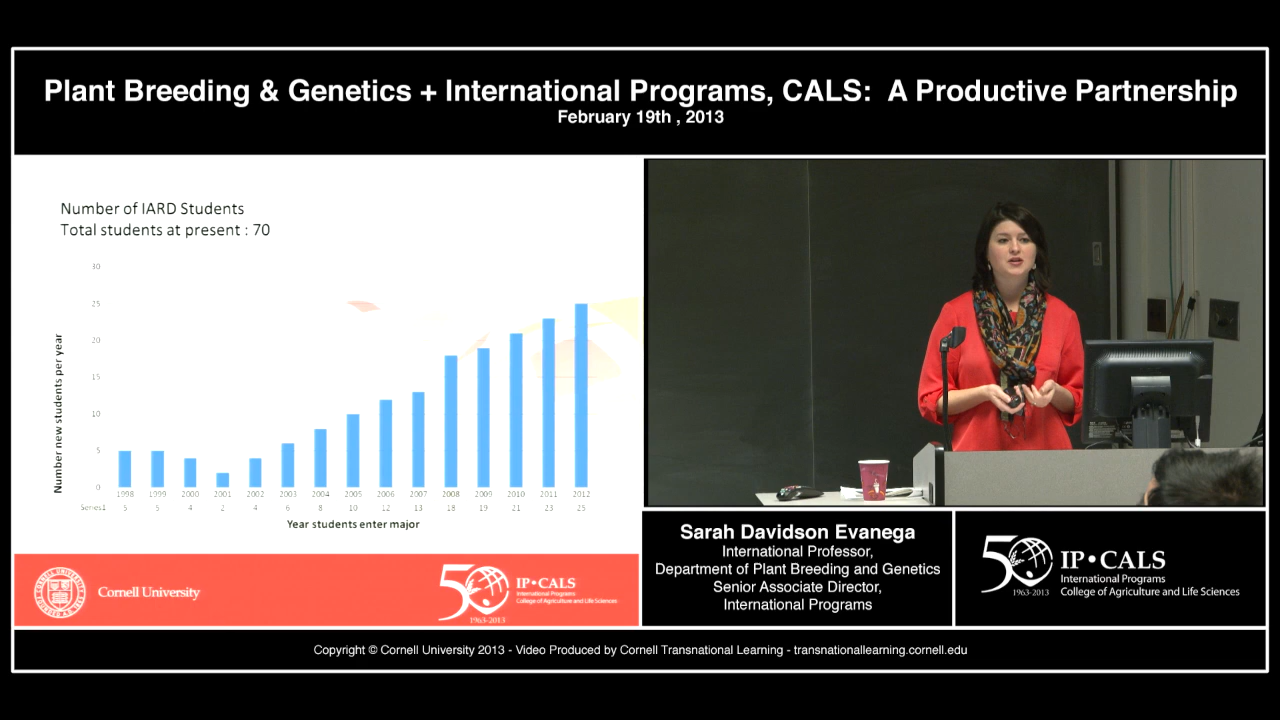 Plant Breeding & Genetics + International Programs, CALS:  A Productive Partnership
February 19th , 2013
Number of IARD Students
Total students at present : 70
Number new students per year
30
25
20
15
10
5
0
1998 1999 2000 2001 2002 2003 2004 2005 2006 2007 2008 2009 2010 2011 2012
Series1 5 5 4 2 4 6 8 10 12 13 18 19 21 23 25
Year students enter major
Cornell University
50
1963-2013
IP•CALS
International Programs
College of Agriculture and Life Sciences
Sarah Davidson Evanega
International Professor,
Department of Plant Breeding and Genetics
Senior Associate Director,
International Programs
50
1963-2013
IP•CALS
International Programs
College of Agriculture and Life Sciences
Copyright © Cornell University 2013 - Video Produced by Cornell Transnational Learning - transnationallearning.cornell.edu